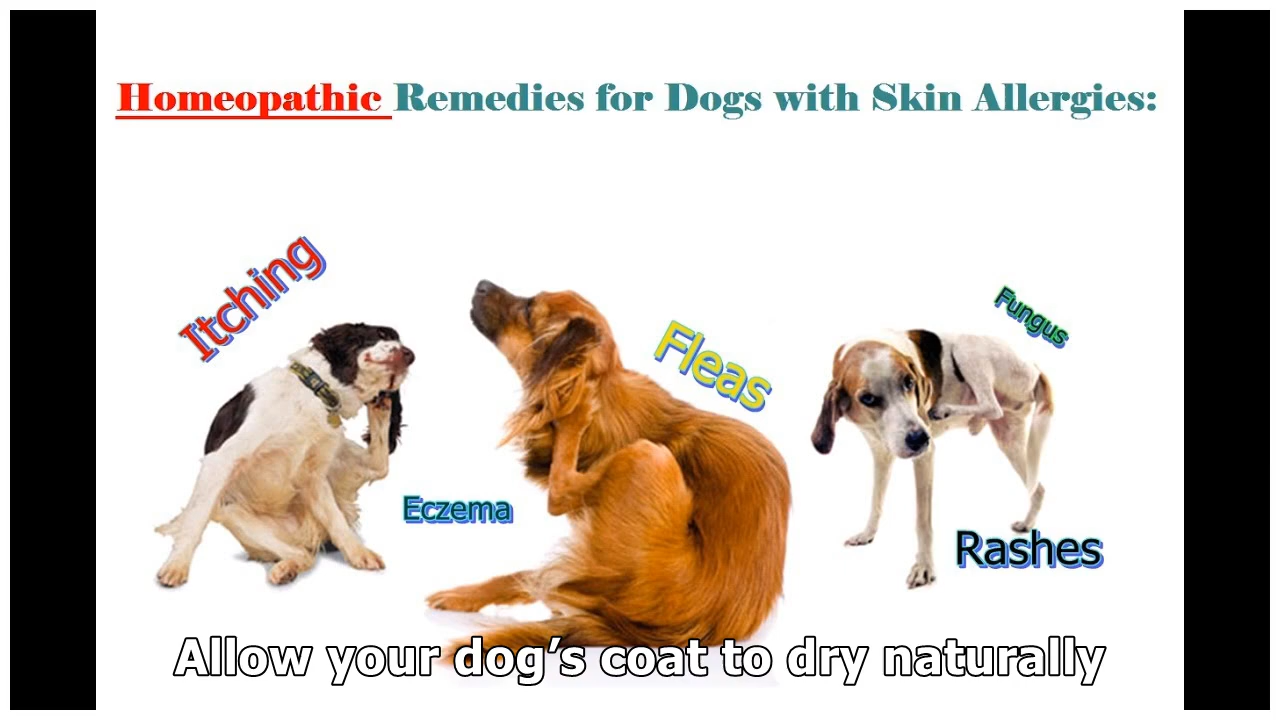 Homeopathic Remedies for Dogs with Skin Allergies:
Itching
Fleas
Fungus
Eczema
Rashes
Allow your dog’s coat to dry naturally